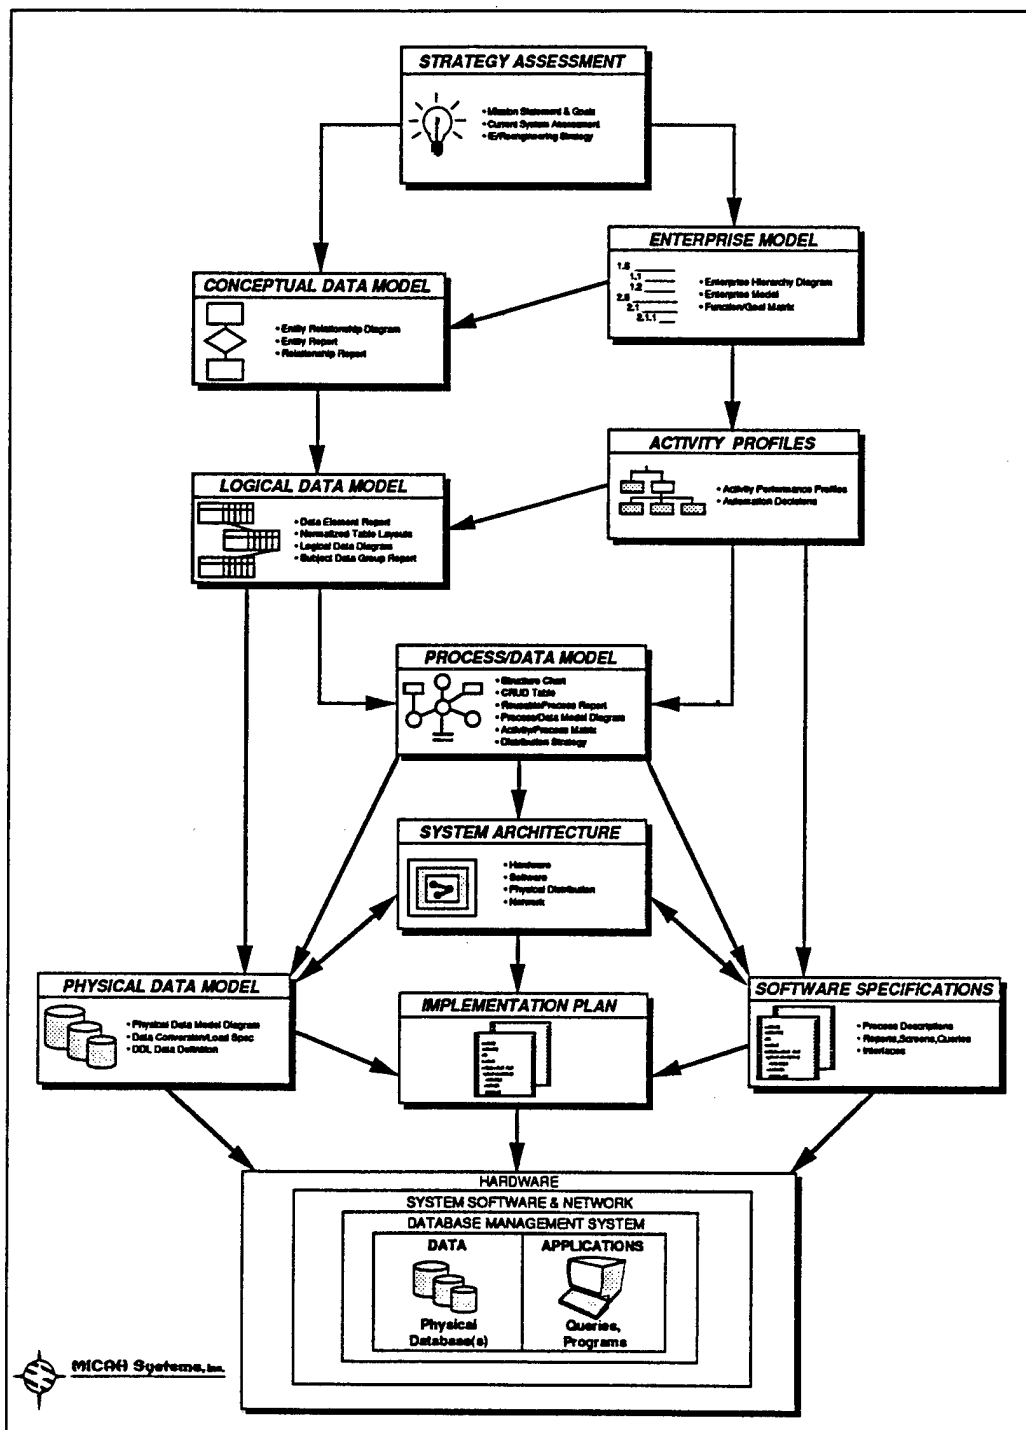 STRATEGY ASSESSMENT
• Mission Statement & Goals
• Current System Assessment
• IE/Reengineering Strategy
ENTERPRISE MODEL
1.0
1.1
1.2
2.0
2.1
2.1.1
• Enterprise Hierarchy Diagram
• Enterprise Model
• Function/Goal Matrix
CONCEPTUAL DATA MODEL
• Entity Relationship Diagram
• Entity Report
• Relationship Report
ACTIVITY PROFILES
• Activity Performance Profiles
• Automation Decisions
LOGICAL DATA MODEL
• Data Element Report
• Normalized Table Layouts
• Logical Data Diagram
• Subject Data Group Report
PROCESS/DATA MODEL
• Structure Chart
• CRUD Table
• Reusable/Process Report
• Process/Data Model Diagram
• Activity/Process Matrix
• Distribution Strategy
SYSTEM ARCHITECTURE
• Hardware
• Software
• Physical Distribution
• Network
PHYSICAL DATA MODEL
• Physical Data Model Diagram
• Data Conversion/Load Spec
• DDL Data Definition
IMPLEMENTATION PLAN
SOFTWARE SPECIFICATIONS
• Process Descriptions
• Reports,Screens,Queries
• Interfaces
HARDWARE
SYSTEM SOFTWARE & NETWORK
DATABASE MANAGEMENT SYSTEM
DATA
Physical
Database(s)
APPLICATIONS
Queries,
Programs
MICAH Systems, Inc.